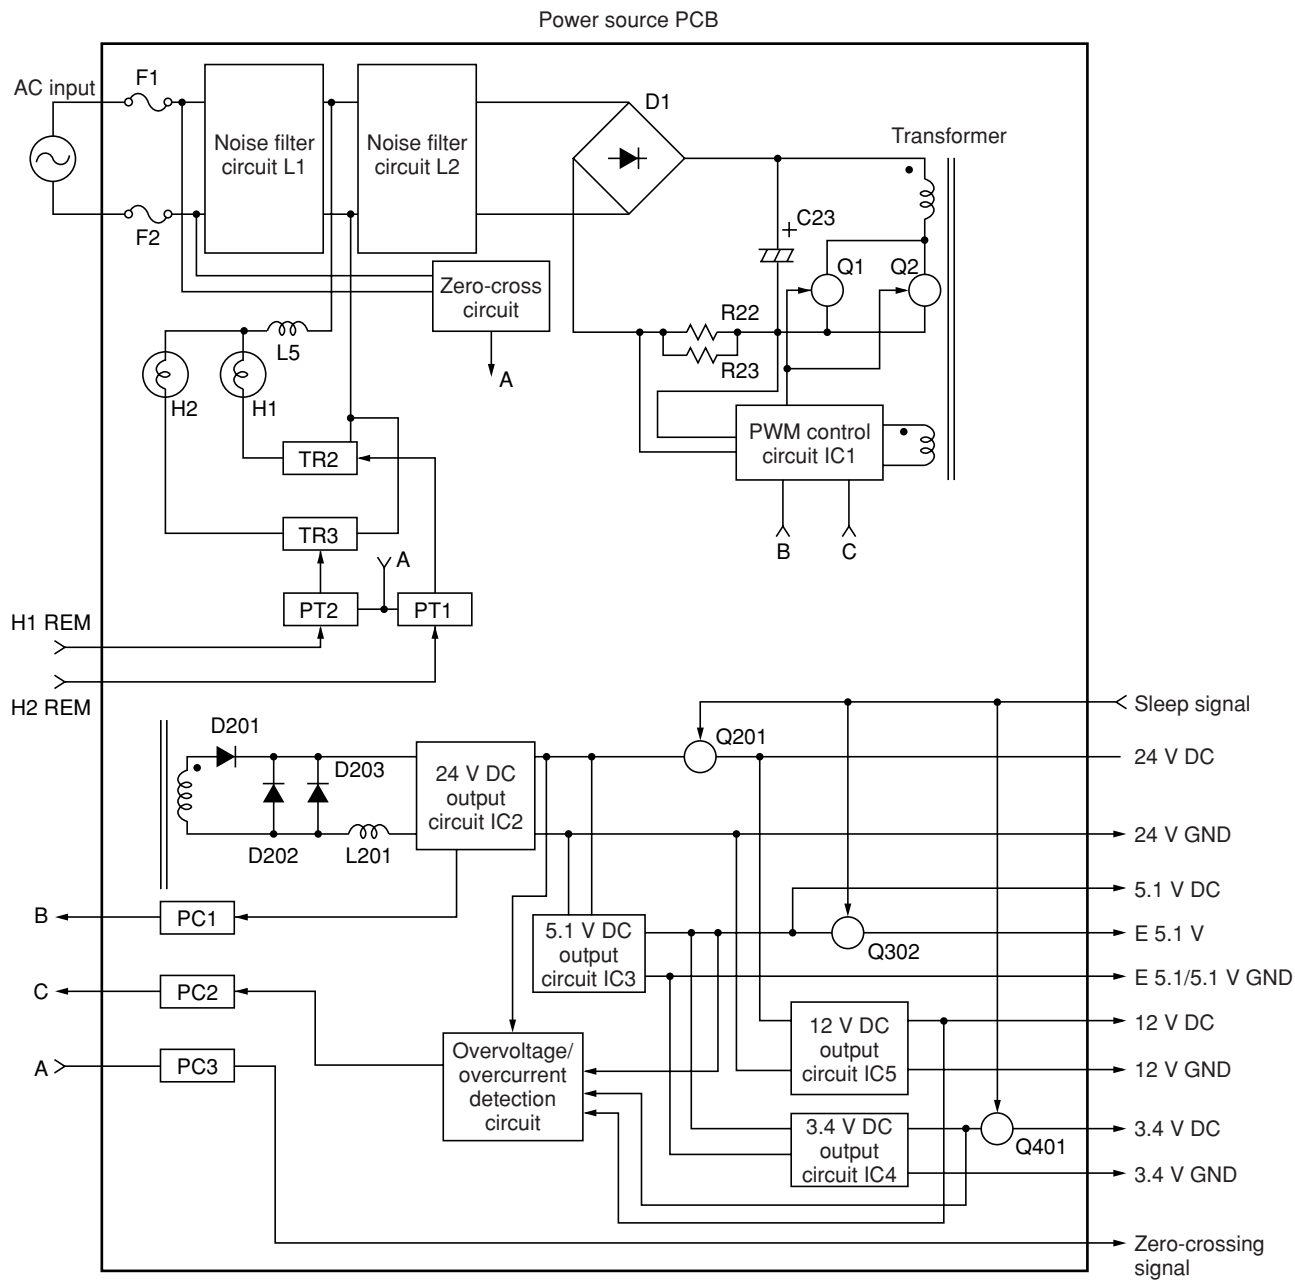 Power source PCB
AC input
F1
F2
Noise filter
circuit L1
Noise filter
circuit L2
D1
Transformer
+
C23
Q1
Q2
Zero-cross
circuit
A
L5
H2
H1
R22
R23
TR2
PWM control
circuit IC1
B
C
TR3
A
PT2
PT1
H1 REM
H2 REM
Sleep signal
D201
D203
D202
L201
24 V DC
output
circuit IC2
Q201
24 V DC
24 V GND
5.1 V DC
B
PC1
5.1 V DC
output
circuit IC3
Q302
E 5.1 V
E 5.1/5.1 V GND
C
PC2
12 V DC
output
circuit IC5
12 V DC
12 V GND
A
PC3
Overvoltage/
overcurrent
detection
circuit
3.4 V DC
output
circuit IC4
Q401
3.4 V DC
3.4 V GND
Zero-crossing
signal